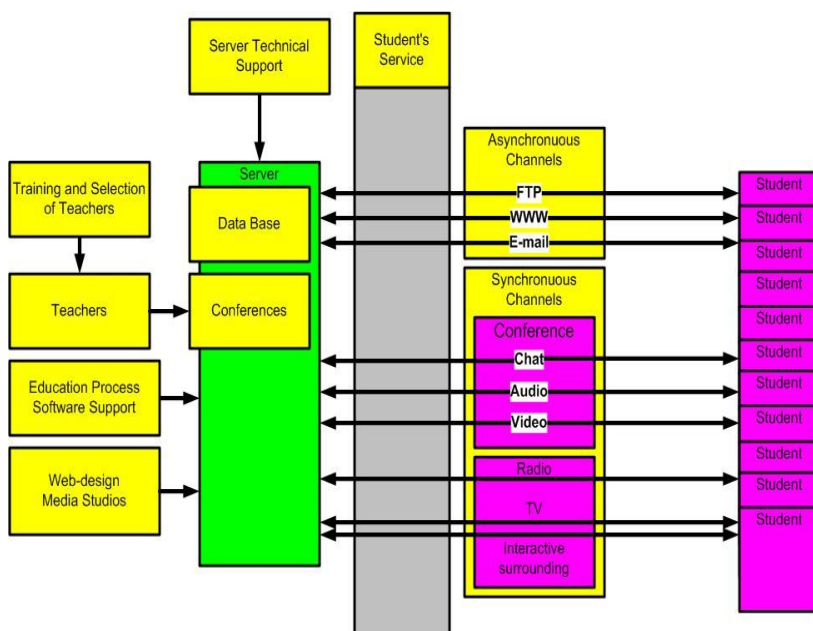 Server Technical
Support
Student's
Service
Asynchronuous
Channels
Training and Selection
of Teachers
Server
Data Base
FTP
WWW
E-mail
Teachers
Conferences
Synchronuous
Channels
Conference
Chat
Audio
Video
Education Process
Software Support
Web-design
Media Studios
Radio
TV
Interactive
surrounding
Student
Student
Student
Student
Student
Student
Student
Student
Student
Student
Student